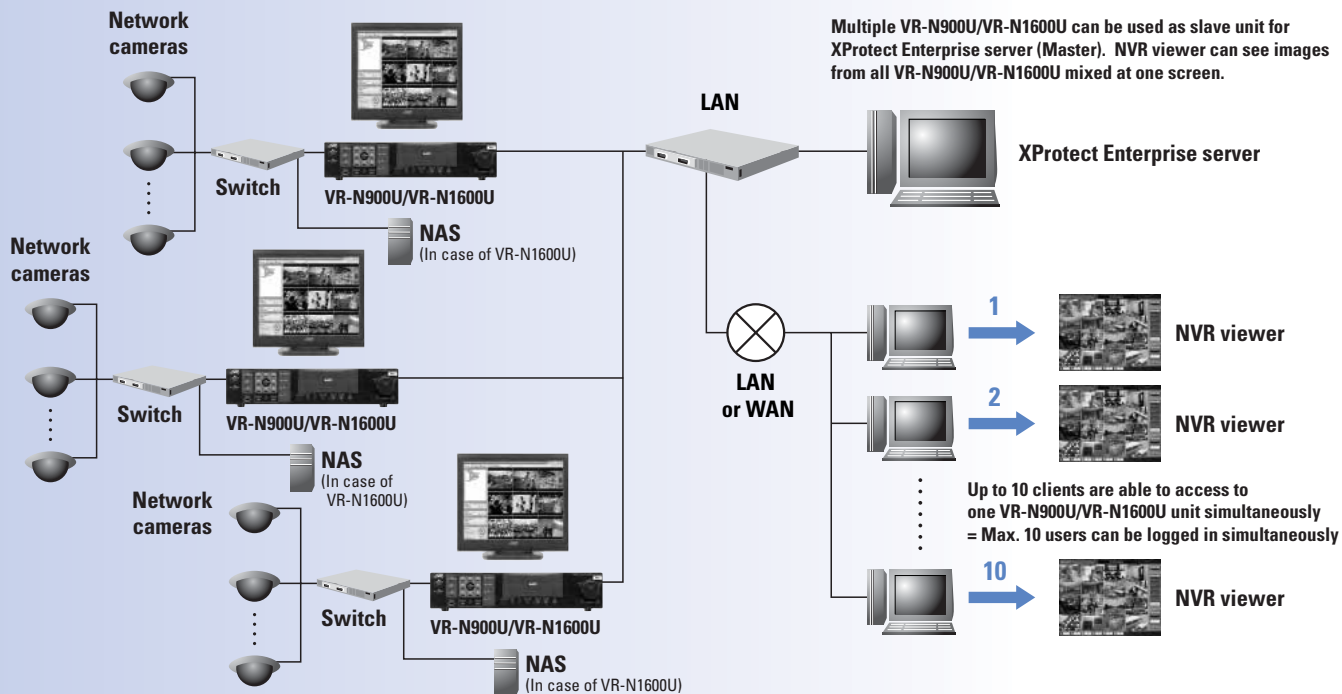 Network
cameras
Switch
VR-N900U/VR-N1600U
NAS
(In case of VR-N1600U)
Network
cameras
Switch
VR-N900U/VR-N1600U
NAS
(In case of
VR-N1600U)
Network
cameras
Switch
VR-N900U/VR-N1600U
NAS
(In case of VR-N1600U)
Multiple VR-N900U/VR-N1600U can be used as slave unit for
XProtect Enterprise server (Master). NVR viewer can see images
from all VR-N900U/VR-N1600U mixed at one screen.
LAN
XProtect Enterprise server
LAN
or WAN
1
NVR viewer
2
NVR viewer
Up to 10 clients are able to access to
one VR-N900U/VR-N1600U unit simultaneously
= Max. 10 users can be logged in simultaneously
10
NVR viewer